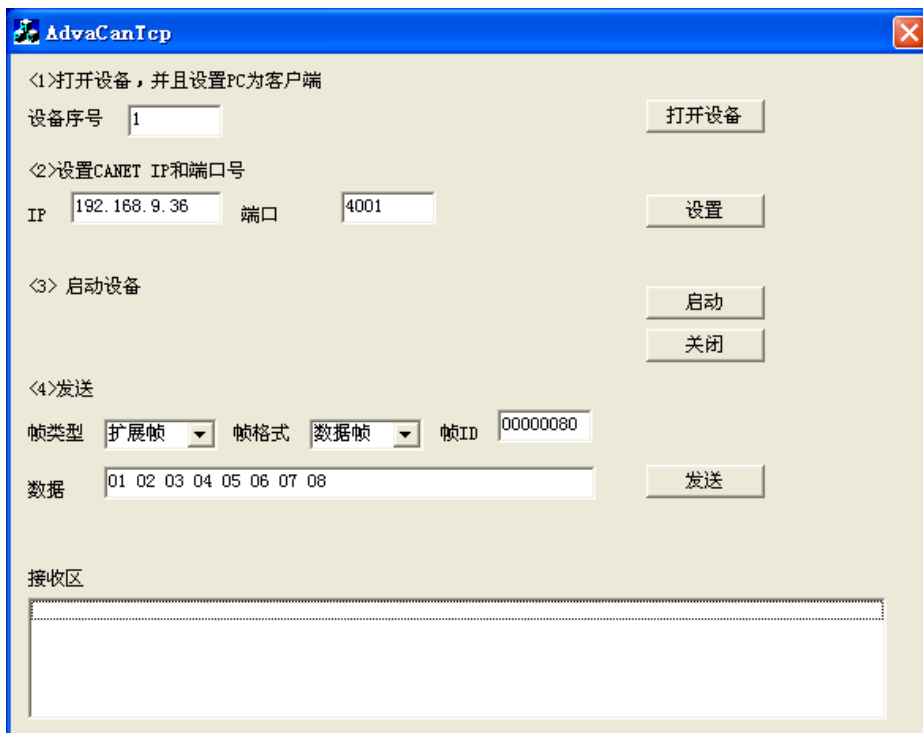 AdvaCanTcp
<1>打开设备，并且设置PC为客户端
设备序号 1 打开设备
<2>设置CANET IP和端口号
IP 192.168.9.36 端口 4001 设置
<3> 启动设备
启动
关闭
<4>发送
帧类型 扩展帧 帧格式 数据帧 帧ID 00000080
数据 01 02 03 04 05 06 07 08 发送
接收区